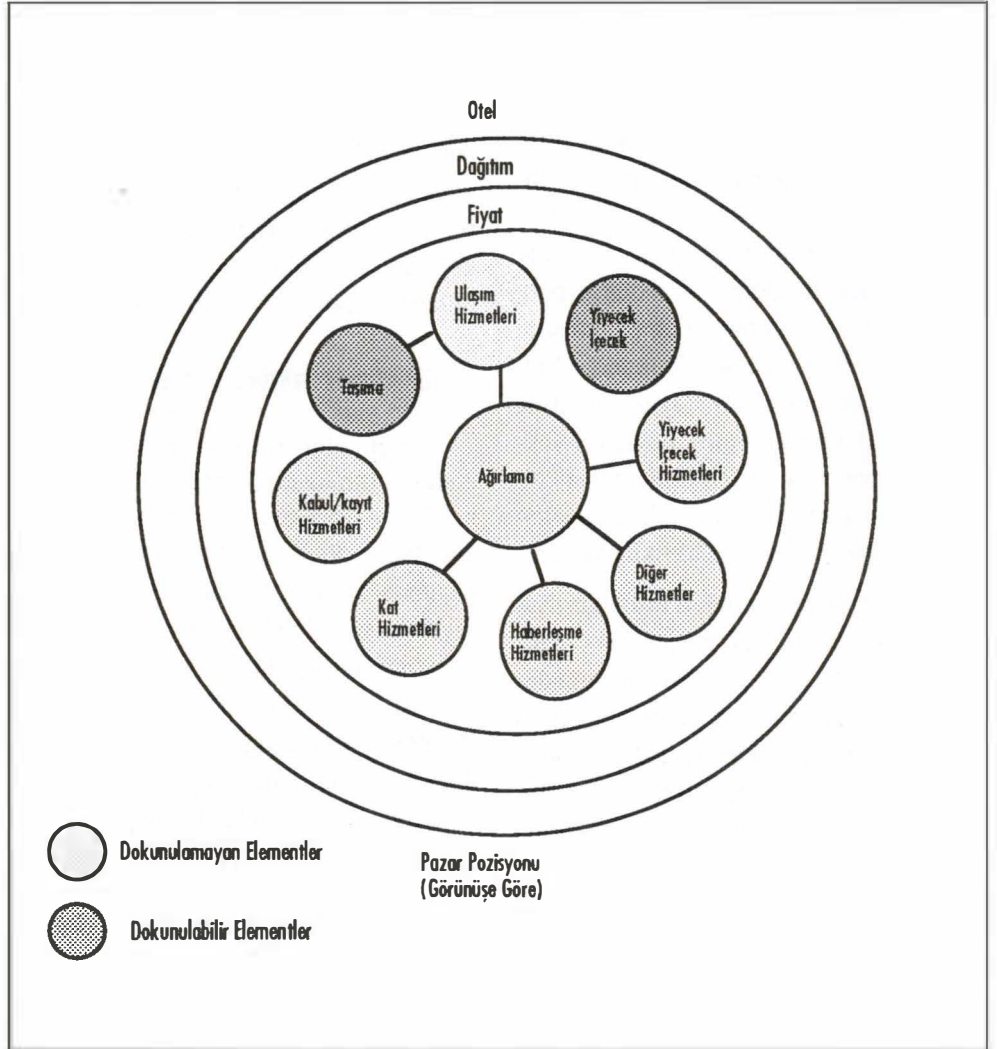 Otel
Dağıtım
Fiyat
Ulaşım
Hizmetleri
Yiyecek
İçecek
Taşıma
Yiyecek
İçecek
Hizmetleri
Ağırlama
Kabul/kayıt
Hizmetleri
Diğer
Hizmetler
Kat
Hizmetleri
Haberleşme
Hizmetleri
Dokunulamayan Elementler
Pazar Pozisyonu
(Görünüşe Göre)
Dokunulabilir Elementler